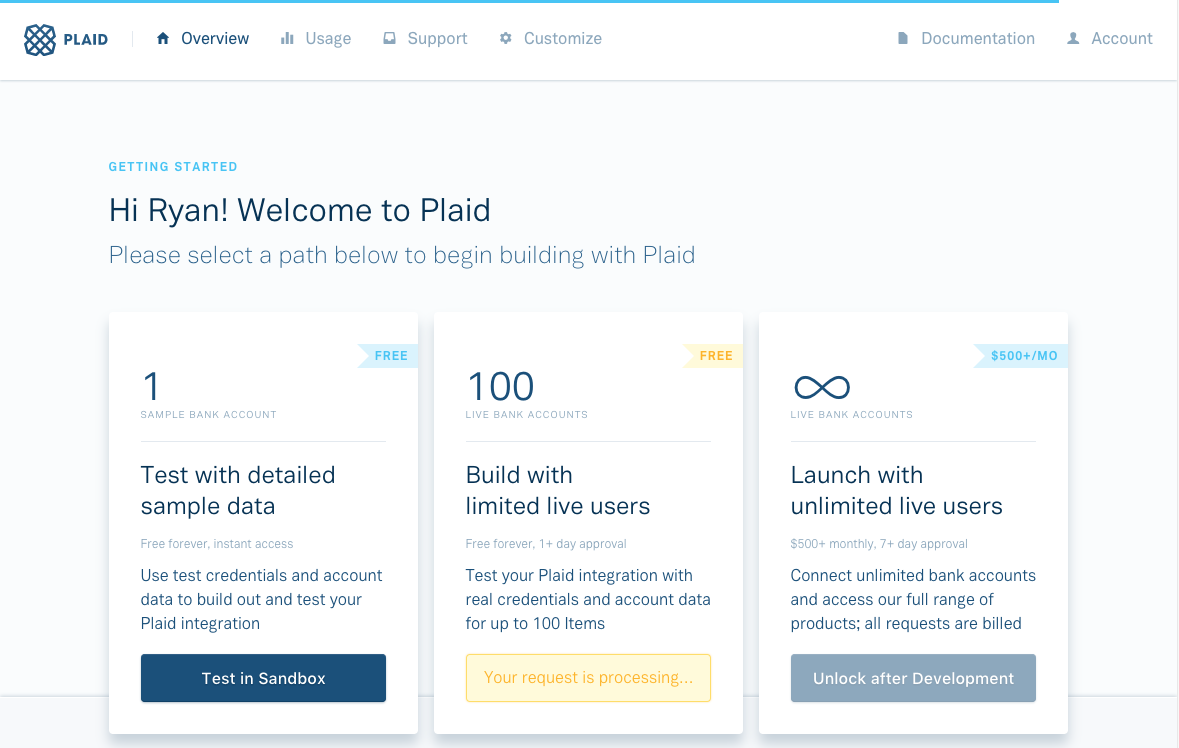 PLAID
Overview
Usage
Support
Customize
Documentation
Account
GETTING STARTED
Hi Ryan! Welcome to Plaid
Please select a path below to begin building with Plaid
FREE
1
SAMPLE BANK ACCOUNT
Test with detailed
sample data
Free forever, instant access
Use test credentials and account
data to build out and test your
Plaid integration
Test in Sandbox
FREE
100
LIVE BANK ACCOUNTS
Build with
limited live users
Free forever, 1+ day approval
Test your Plaid integration with
real credentials and account data
for up to 100 Items
Your request is processing...
$500+/MO
∞
LIVE BANK ACCOUNTS
Launch with
unlimited live users
$500+ monthly, 7+ day approval
Connect unlimited bank accounts
and access our full range of
products; all requests are billed
Unlock after Development